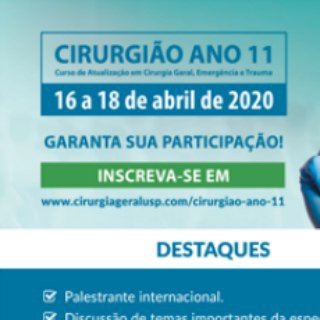 CIRURGIÃO ANO 11
Curso de Atualização em Cirurgia Geral, Emergência e Trauma
16 a 18 de abril de 2020
GARANTA SUA PARTICIPAÇÃO!
INSCREVA-SE EM
www.cirurgiageralusp.com/cirurgiao-ano-11
DESTAQUES
Palestrante internacional.
Discussão de temas importantes da espe